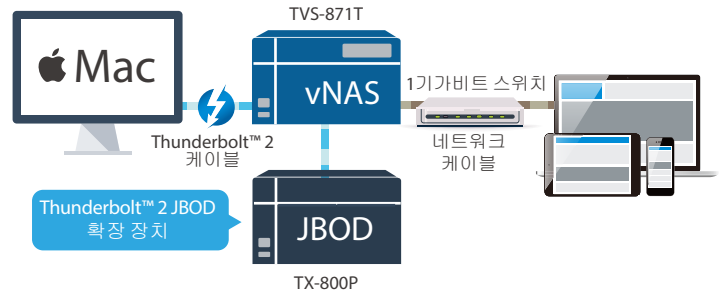 TVS-871T
Mac
vNAS
1기가비트 스위치
Thunderbolt™ 2
케이블
네트워크
케이블
Thunderbolt™ 2 JBOD
확장 장치
JBOD
TX-800P